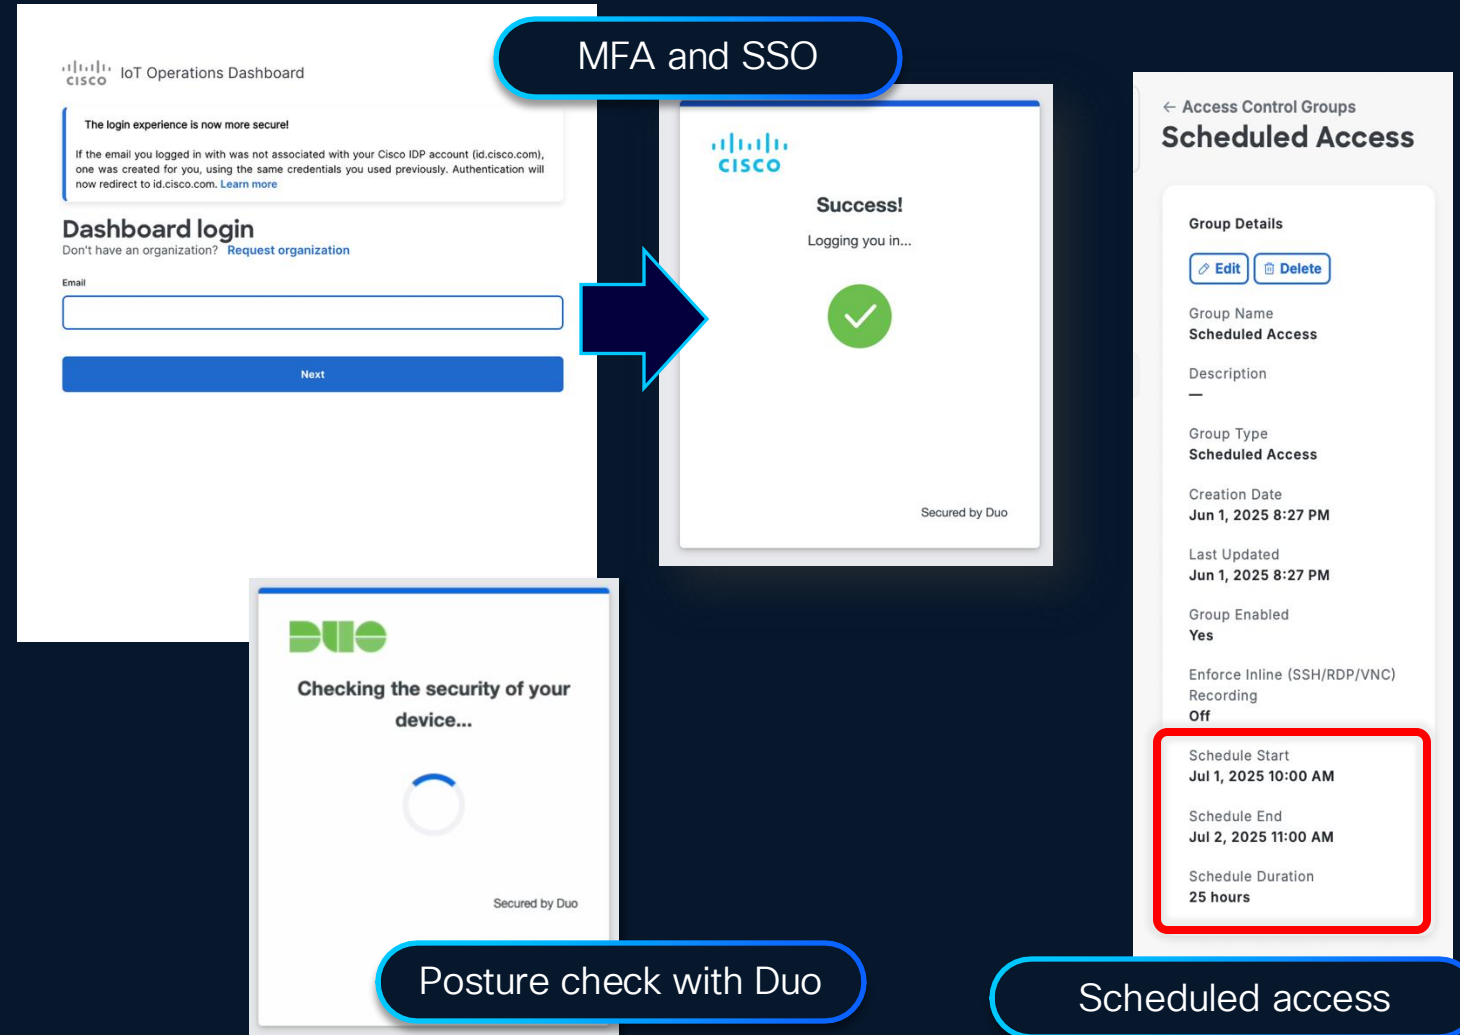 MFA and SSO
CISCO
IoT Operations Dashboard
The login experience is now more secure!
If the email you logged in with was not associated with your Cisco IDP account (id.cisco.com),
one was created for you, using the same credentials you used previously. Authentication will
now redirect to id.cisco.com. Learn more
Dashboard login
Don't have an organization? Request organization
Email
Next
CISCO
Success!
Logging you in...
Secured by Duo
DUO
Checking the security of your
device...
Secured by Duo
Posture check with Duo
← Access Control Groups
Scheduled Access
Group Details
Edit
Delete
Group Name
Scheduled Access
Description
—
Group Type
Scheduled Access
Creation Date
Jun 1, 2025 8:27 PM
Last Updated
Jun 1, 2025 8:27 PM
Group Enabled
Yes
Enforce Inline (SSH/RDP/VNC)
Recording
Off
Schedule Start
Jul 1, 2025 10:00 AM
Schedule End
Jul 2, 2025 11:00 AM
Schedule Duration
25 hours
Scheduled access